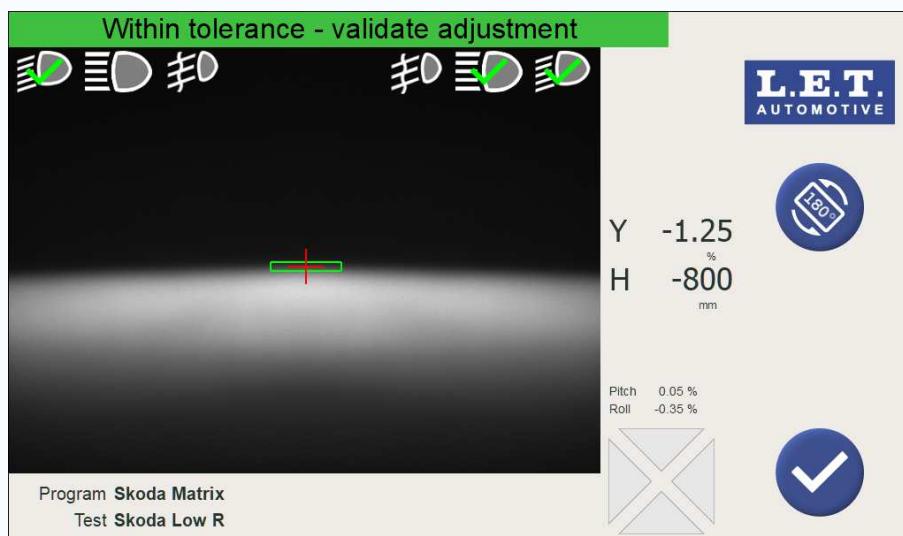 Within tolerance - validate adjustment
L.E.T.
AUTOMOTIVE
180°
Y -1.25
%
H -800
mm
Pitch 0.05 %
Roll -0.35 %
Program Skoda Matrix
Test Skoda Low R